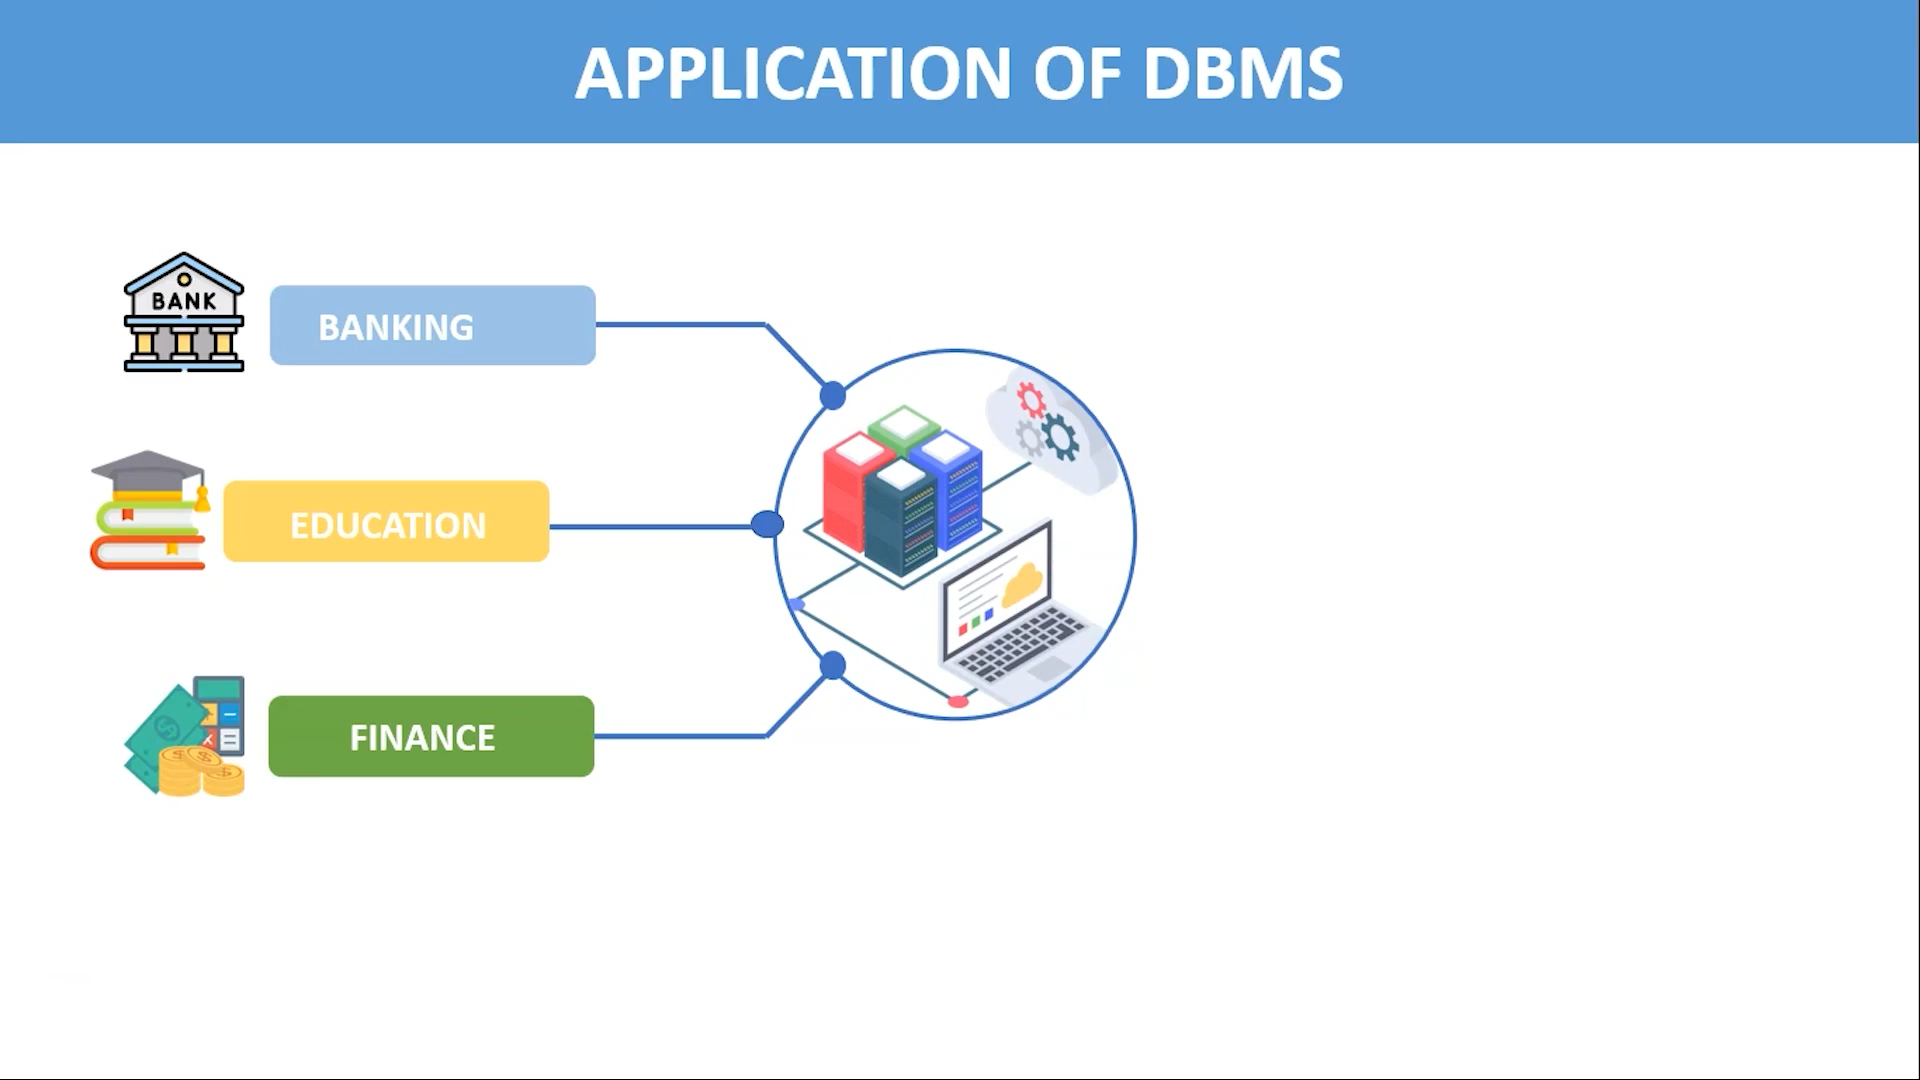 APPLICATION OF DBMS
BANK
BANKING
EDUCATION
FINANCE